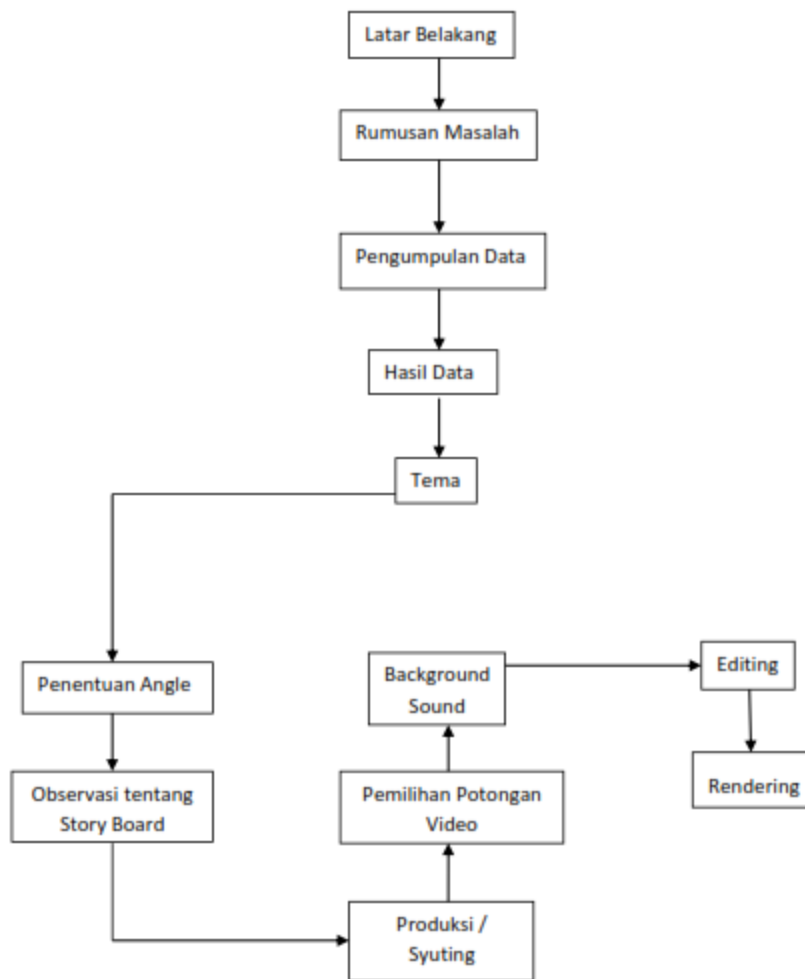 Latar Belakang
Rumusan Masalah
Pengumpulan Data
Hasil Data
Tema
Penentuan Angle
Observasi tentang
Story Board
Produksi /
Syuting
Pemilihan Potongan
Video
Background
Sound
Editing
Rendering